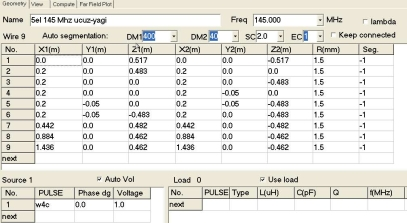 Geometry View Compute Far Field Plot
Name 5el 145 Mhz ucuz-yagi Freq 145.000 MHz lambda
Wire 9 Auto segmentation: DM1 400 DM2 40 SC 2.0 EC 1 Keep connected
No. X1(m) Y1(m) Z1(m) X2(m) Y2(m) Z2(m) R(mm) Seg.
1 0.0 0.0 0.517 0.0 0.0 -0.517 1.5 -1
2 0.2 0.0 0.483 0.2 0.0 0.0 1.5 -1
3 0.2 0.0 0.0 0.2 0.0 -0.483 1.5 -1
4 0.2 0.0 0.0 0.2 -0.05 0.0 1.5 -1
5 0.2 -0.05 0.0 0.2 -0.05 -0.483 1.5 -1
6 0.2 -0.05 -0.483 0.2 0.0 -0.483 1.5 -1
7 0.442 0.0 0.482 0.442 0.0 -0.482 1.5 -1
8 0.884 0.0 0.462 0.884 0.0 -0.462 1.5 -1
9 1.436 0.0 0.462 1.436 0.0 -0.462 1.5 -1
next
Source 1 Auto Vol Load 0 Use load
No. PULSE Phase dg Voltage No. PULSE Type L(uH) C(pF) Q f(MHz)
1 w4c 0.0 1.0 next
next